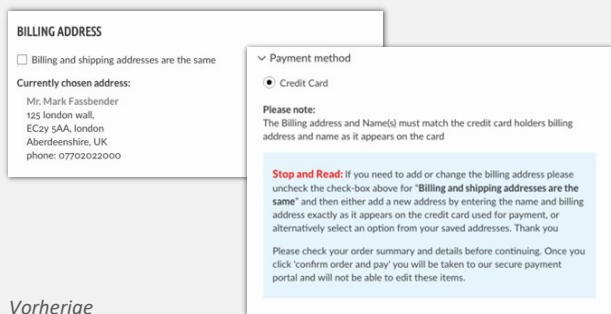 BILLING ADDRESS
Billing and shipping addresses are the same
Currently chosen address:
Mr. Mark Fassbender
125 london wall,
EC2y 5AA, london
Aberdeenshire, UK
phone: 07702022000
Payment method
Credit Card
Please note:
The Billing address and Name(s) must match the credit card holders billing
address and name as it appears on the card
Stop and Read: If you need to add or change the billing address please
uncheck the check-box above for "Billing and shipping addresses are the
same" and then either add a new address by entering the name and billing
address exactly as it appears on the credit card used for payment, or
alternatively select an option from your saved addresses. Thank you
Please check your order summary and details before continuing. Once you
click 'confirm order and pay' you will be taken to our secure payment
portal and will not be able to edit these items.
Vorherige